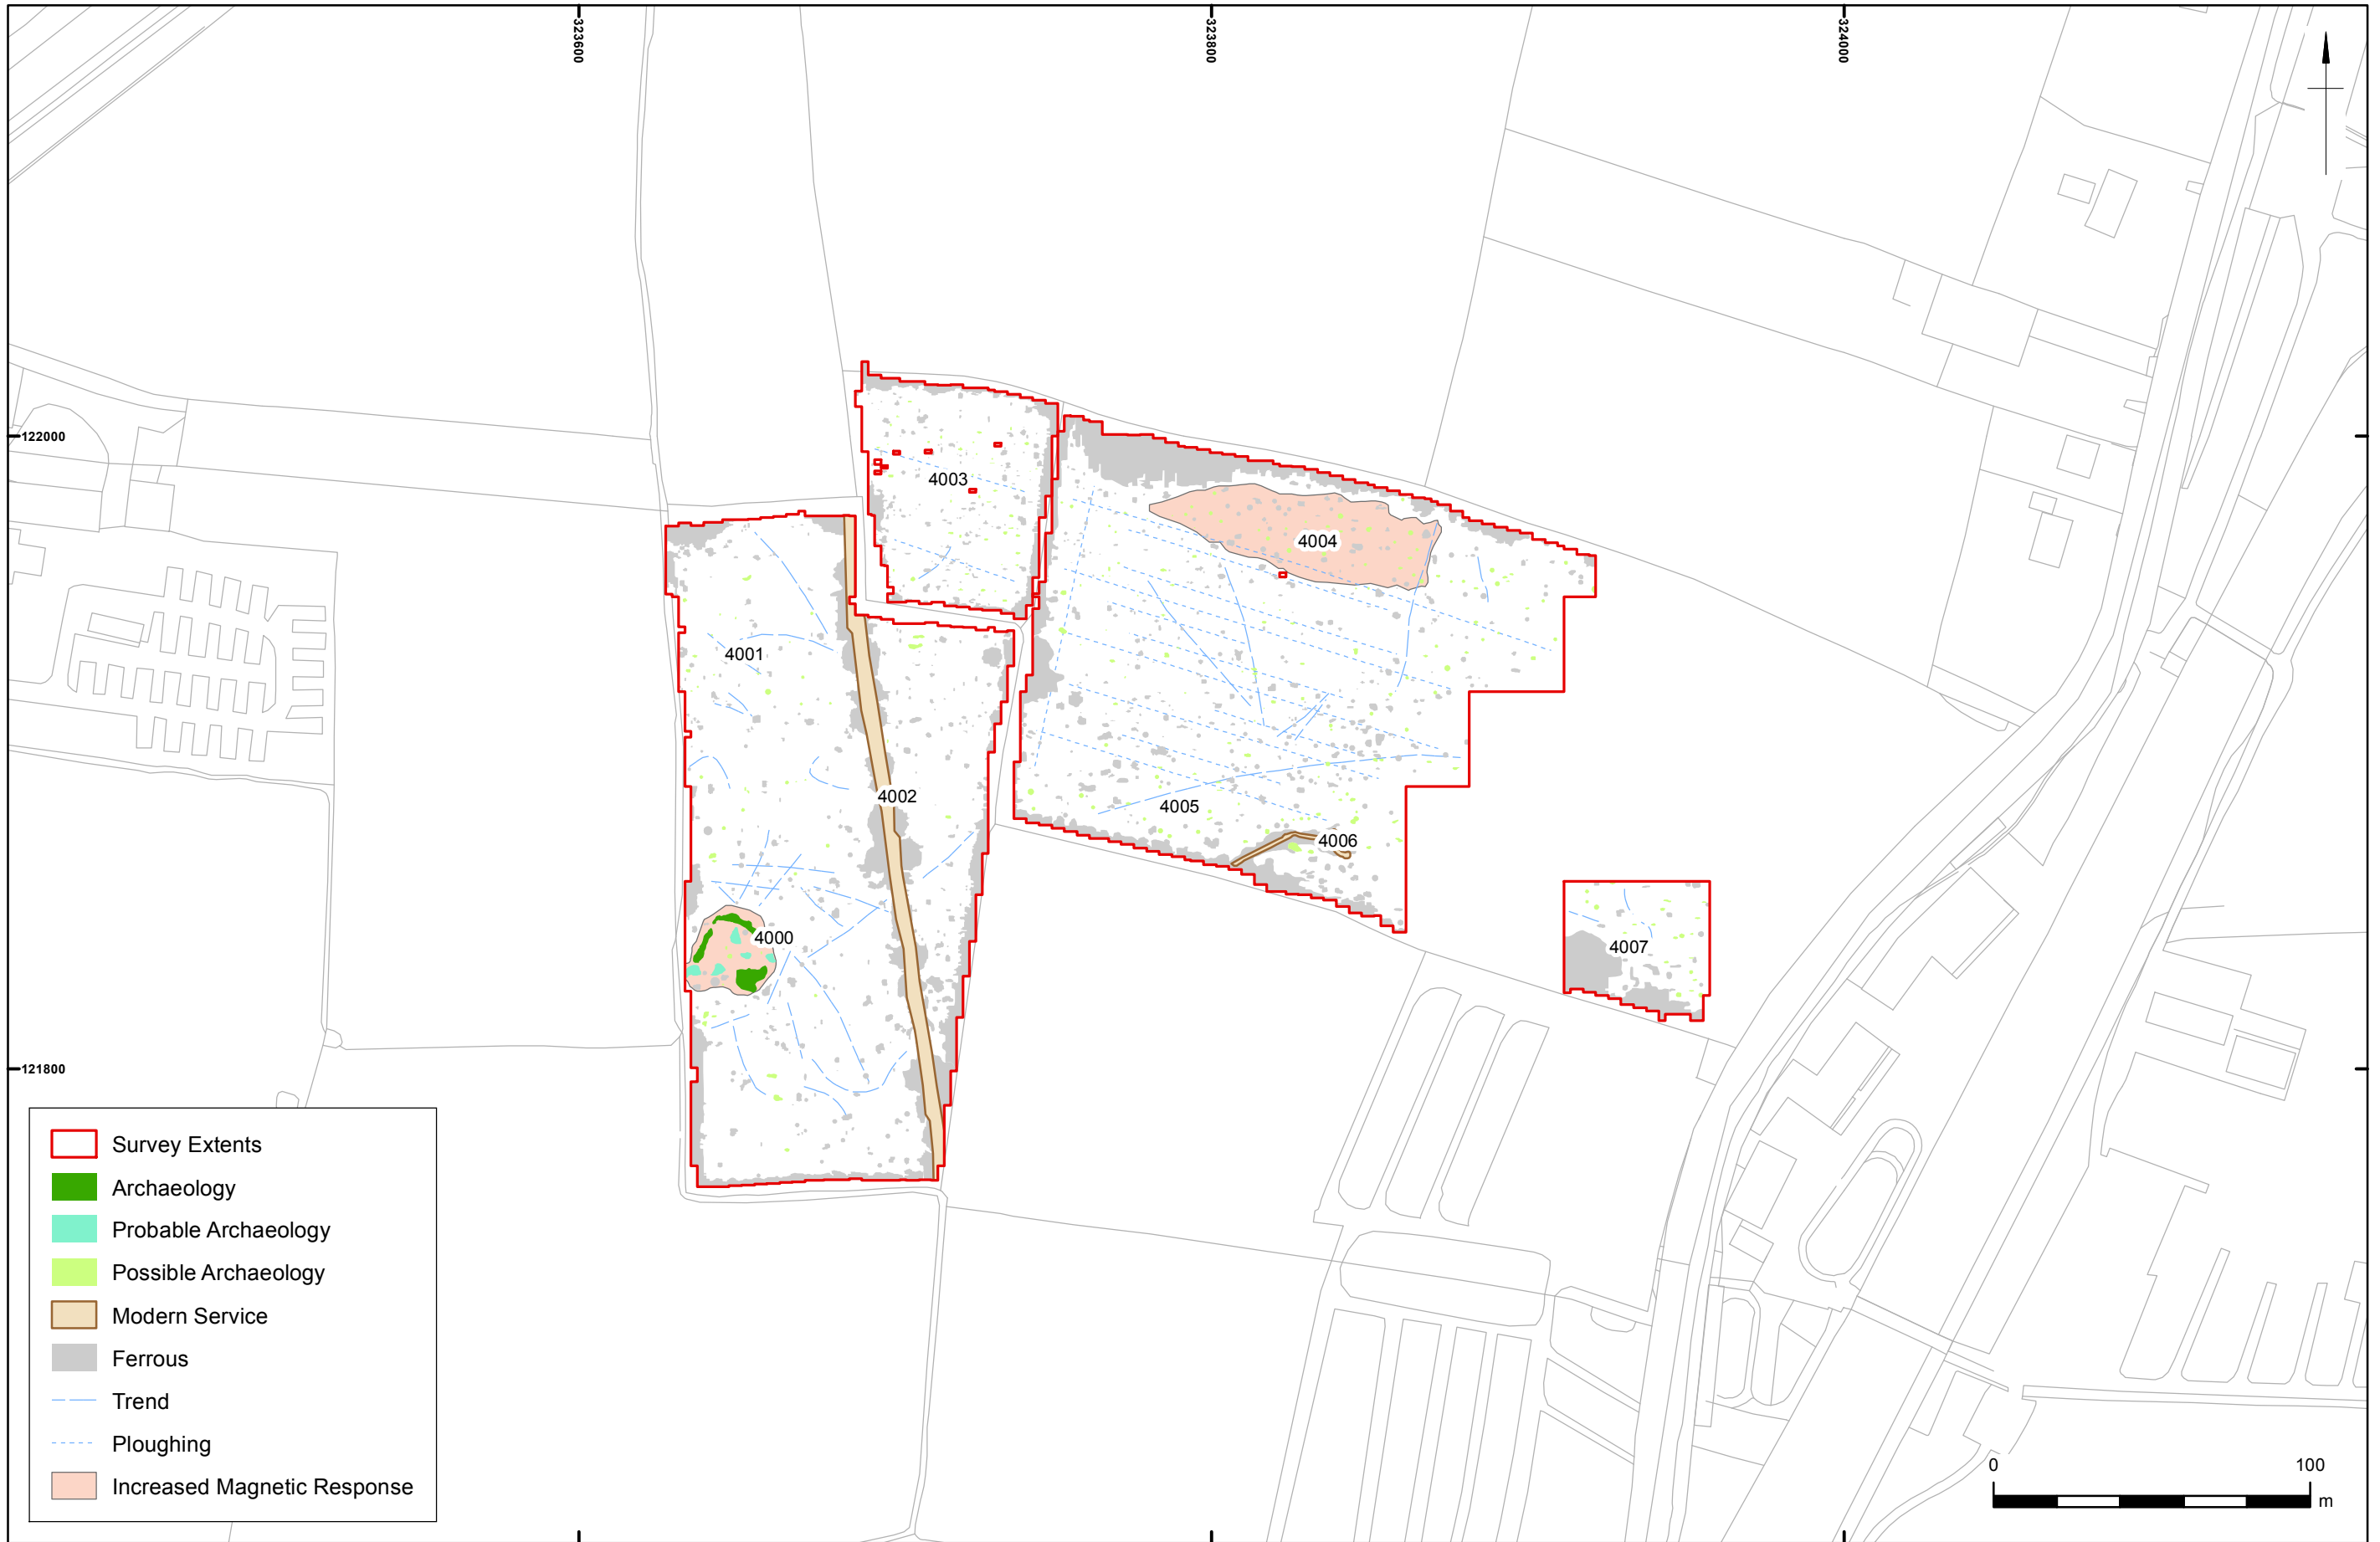 323600
323800
324000
122000
4003
4004
4001
4002
4005
4006
4000
4007
121800
Survey Extents
Archaeology
Probable Archaeology
Possible Archaeology
Modern Service
Ferrous
Trend
Ploughing
Increased Magnetic Response
0 100
m